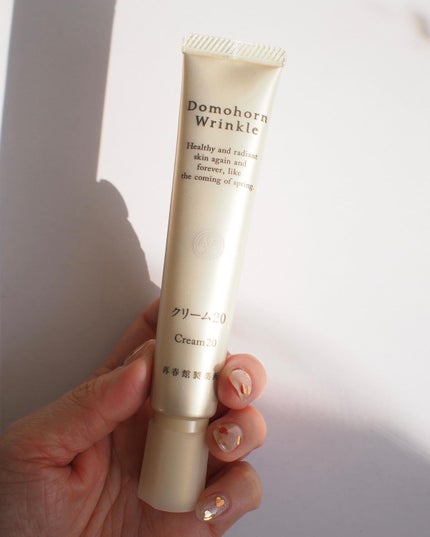 Domohorn
Wrinkle
Healthy and radiant
skin again and
forever, like
the coming of spring.
クリーム20
Cream20
再春館製薬所